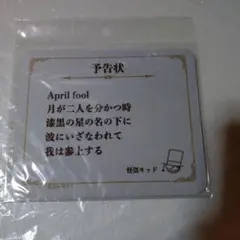 予告状
April fool
月が二人を分かつ時
漆黒の星の名の下に
波にいざなわれて
我は参上する
怪盗キッド